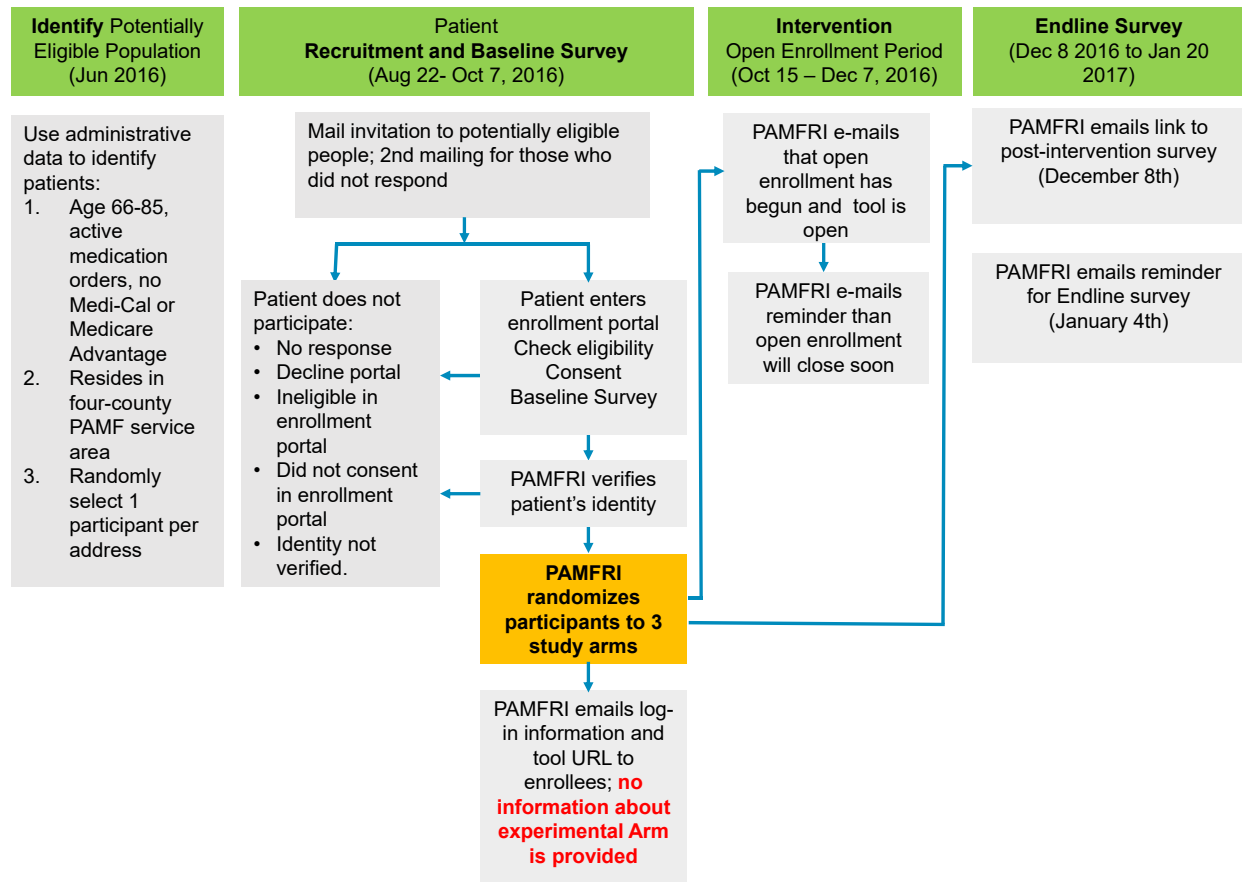 Identify Potentially
Eligible Population
(Jun 2016)
Patient
Recruitment and Baseline Survey
(Aug 22- Oct 7, 2016)
Intervention
Open Enrollment Period
(Oct 15 – Dec 7, 2016)
Endline Survey
(Dec 8 2016 to Jan 20
2017)
Use administrative
data to identify
patients:
1. Age 66-85,
active
medication
orders, no
Medi-Cal or
Medicare
Advantage
2. Resides in
four-county
PAMF service
area
3. Randomly
select 1
participant per
address
Mail invitation to potentially eligible
people; 2nd mailing for those who
did not respond
Patient does not
participate:
• No response
• Decline portal
• Ineligible in
enrollment
portal
• Did not consent
in enrollment
portal
• Identity not
verified.
Patient enters
enrollment portal
Check eligibility
Consent
Baseline Survey
PAMFRI verifies
patient's identity
PAMFRI
randomizes
participants to 3
study arms
PAMFRI emails log-
in information and
tool URL to
enrollees; no
information about
experimental Arm
is provided
PAMFRI e-mails
that open
enrollment has
begun and tool is
open
PAMFRI e-mails
reminder than
open enrollment
will close soon
PAMFRI emails link to
post-intervention survey
(December 8th)
PAMFRI emails reminder
for Endline survey
(January 4th)